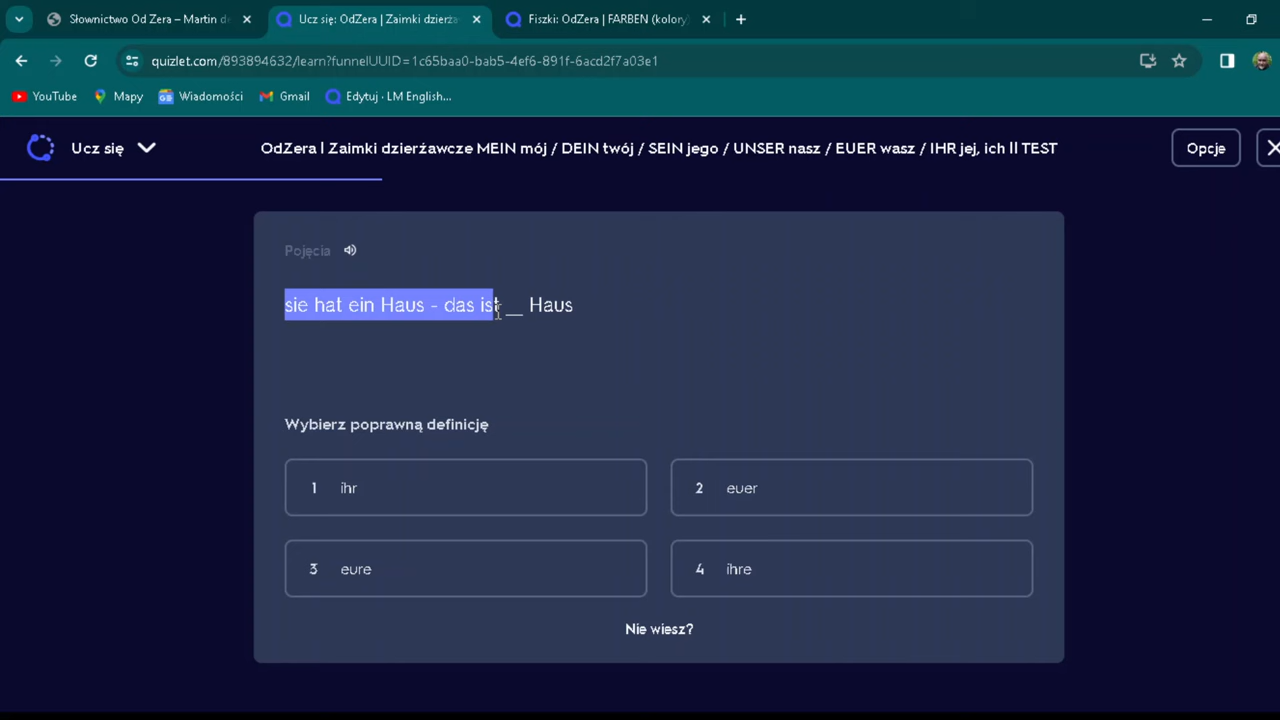 Słownictwo Od Zera – Martin de
Ucz się: OdZera | Zaimki dzierża
Fiszki: OdZera | FARBEN (kolory)
quizlet.com/893894632/learn?funnelUUID=1c65baa0-bab5-4ef6-891f-6acd2f7a03e1
YouTube
Mapy
Wiadomości
Gmail
Edytuj · LM English...
Ucz się
OdZera | Zaimki dzierżawcze MEIN mój / DEIN twój / SEIN jego / UNSER nasz / EUER wasz / IHR jej, ich II TEST
Opcje
Pojęcia
sie hat ein Haus - das ist __ Haus
Wybierz poprawną definicję
1 ihr
2 euer
3 eure
4 ihre
Nie wiesz?